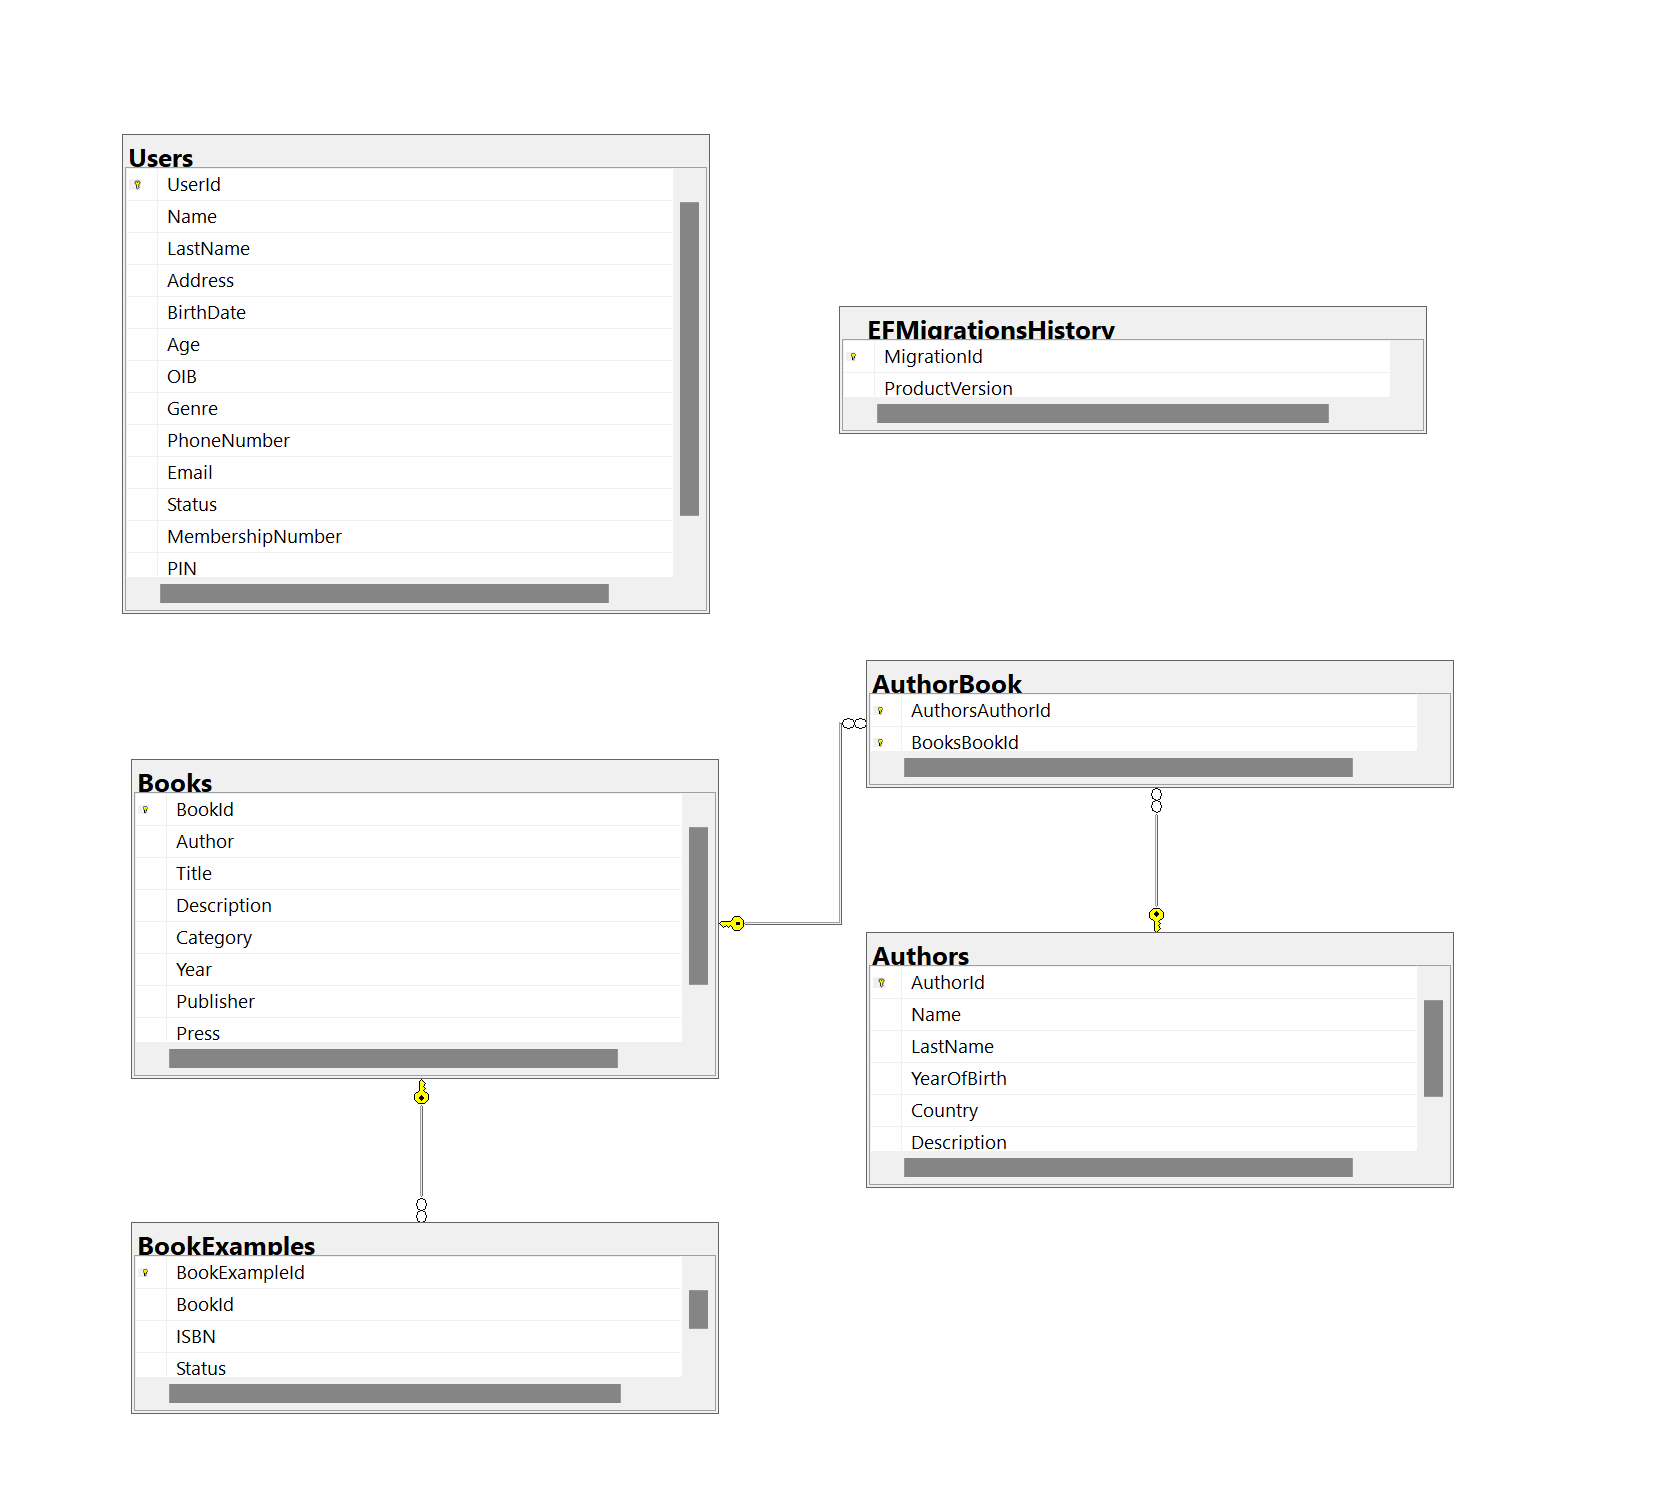 Users
UserId
Name
LastName
Address
BirthDate
Age
OIB
Genre
PhoneNumber
Email
Status
MembershipNumber
PIN
EFMigrationsHistory
MigrationId
ProductVersion
AuthorBook
AuthorsAuthorId
BooksBookId
Books
BookId
Author
Title
Description
Category
Year
Publisher
Press
Authors
AuthorId
Name
LastName
YearOfBirth
Country
Description
BookExamples
BookExampleId
BookId
ISBN
Status